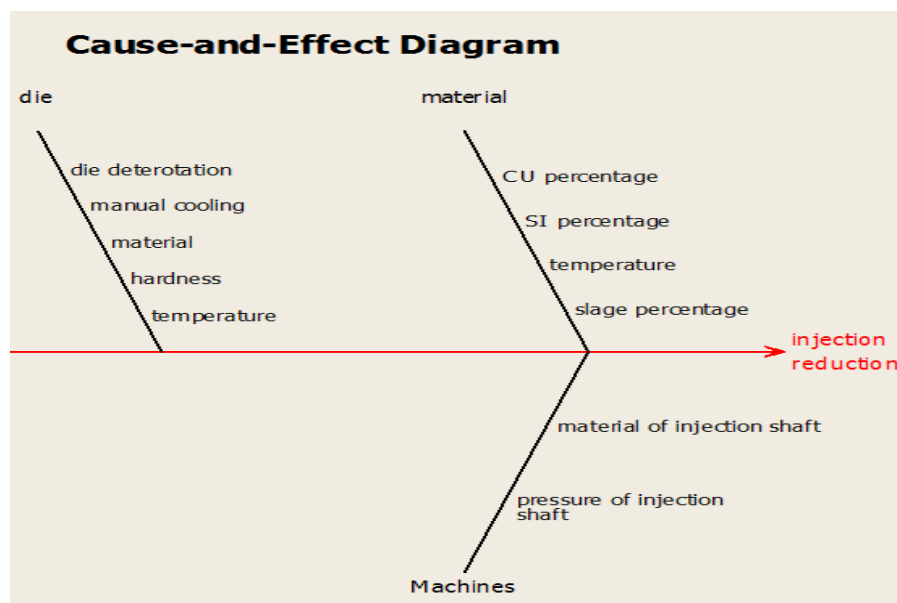 Cause-and-Effect Diagram
die
material
die deterotation
manual cooling
material
hardness
temperature
CU percentage
SI percentage
temperature
slage percentage
injection
reduction
material of injection shaft
pressure of injection
shaft
Machines